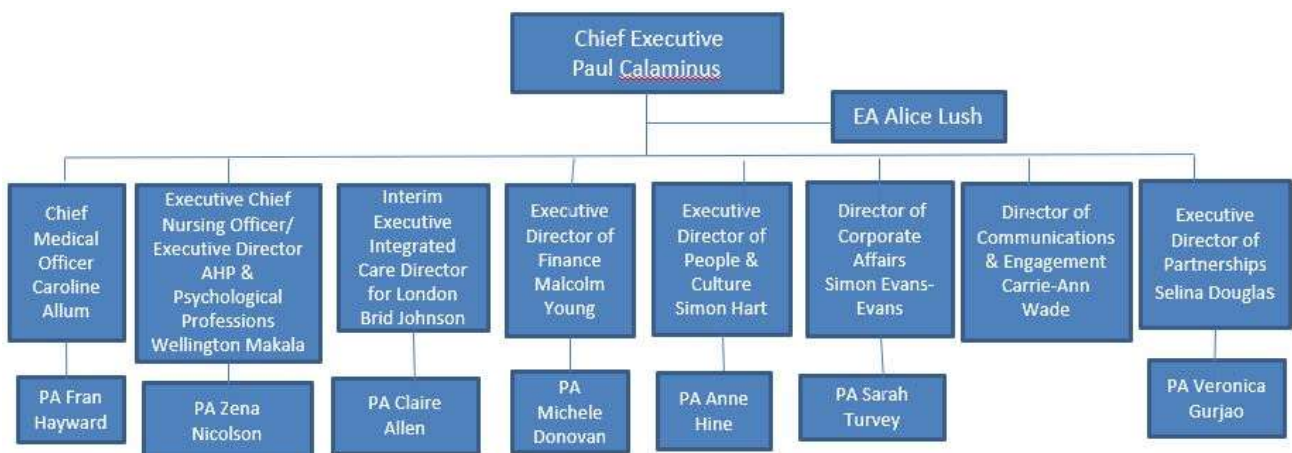 Chief Executive
Paul Calaminus
EA Alice Lush
Chief
Medical
Officer
Caroline
Allum
Executive Chief
Nursing Officer/
Executive Director
AHP &
Psychological
Professions
Wellington Makala
Interim
Executive
Integrated
Care Director
for London
Brid Johnson
Executive
Director of
Finance
Malcolm
Young
Executive
Director of
People &
Culture
Simon Hart
Director of
Corporate
Affairs
Simon Evans-
Evans
Director of
Communications
& Engagement
Carrie-Ann
Wade
Executive
Director of
Partnerships
Selina Douglas
PA Fran
Hayward
PA Zena
Nicolson
PA Claire
Allen
PA
Michele
Donovan
PA Anne
Hine
PA Sarah
Turvey
PA Veronica
Gurjao